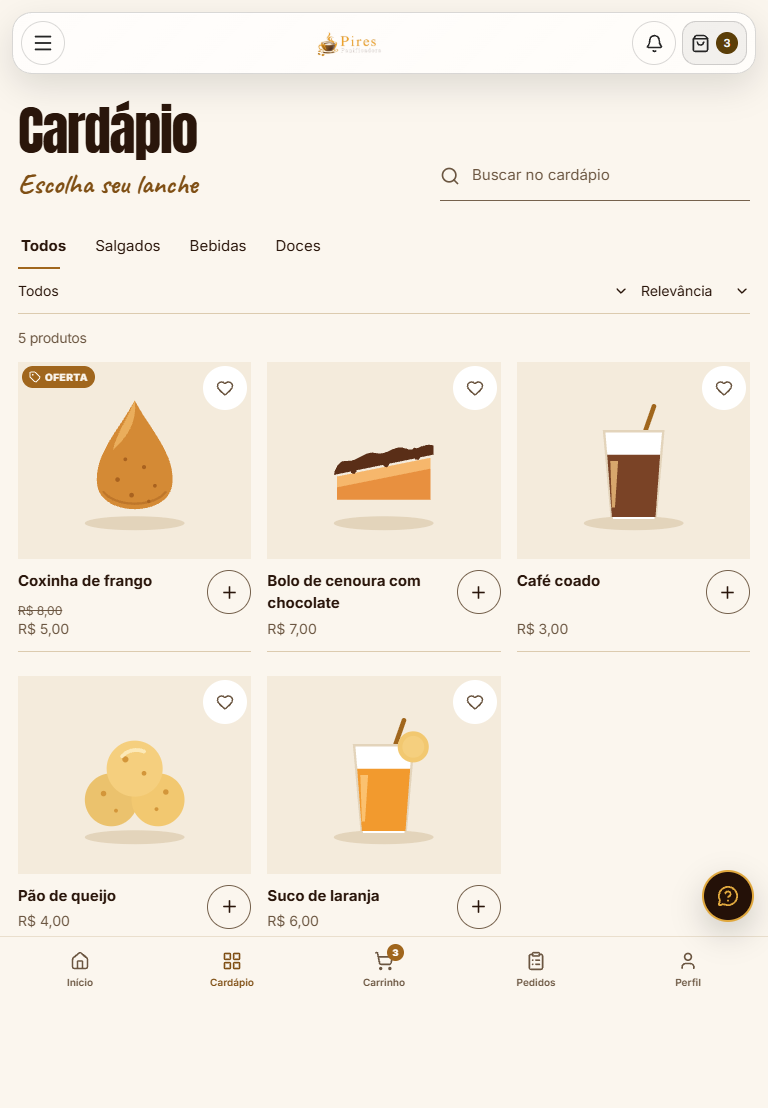 Pires
3
Cardápio
Escolha seu lanche
Buscar no cardápio
Todos
Salgados
Bebidas
Doces
Todos
Relevância
5 produtos
OFERTA
Coxinha de frango
R$ 8,00
R$ 5,00
Bolo de cenoura com
chocolate
R$ 7,00
Café coado
R$ 3,00
Pão de queijo
R$ 4,00
Suco de laranja
R$ 6,00
Início
Cardápio
3
Carrinho
Pedidos
Perfil